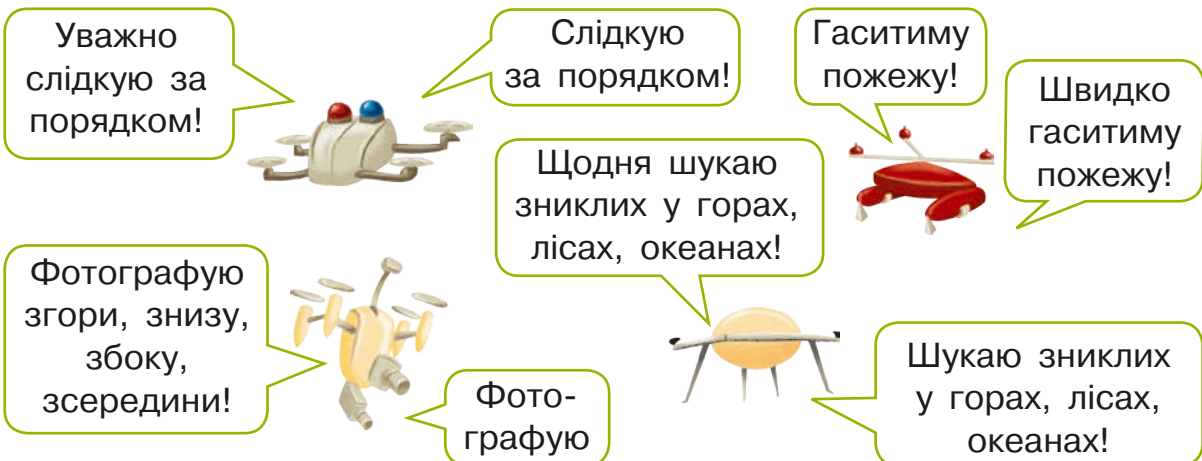 Уважно
слідкую за
порядком!
Слідкую
за порядком!
Гаситиму
пожежу!
Швидко
гаситиму
пожежу!
Щодня шукаю
зниклих у горах,
лісах, океанах!
Фотографую
згори, знизу,
збоку,
зсередини!
Фото-
графую
Шукаю зниклих
у горах, лісах,
океанах!